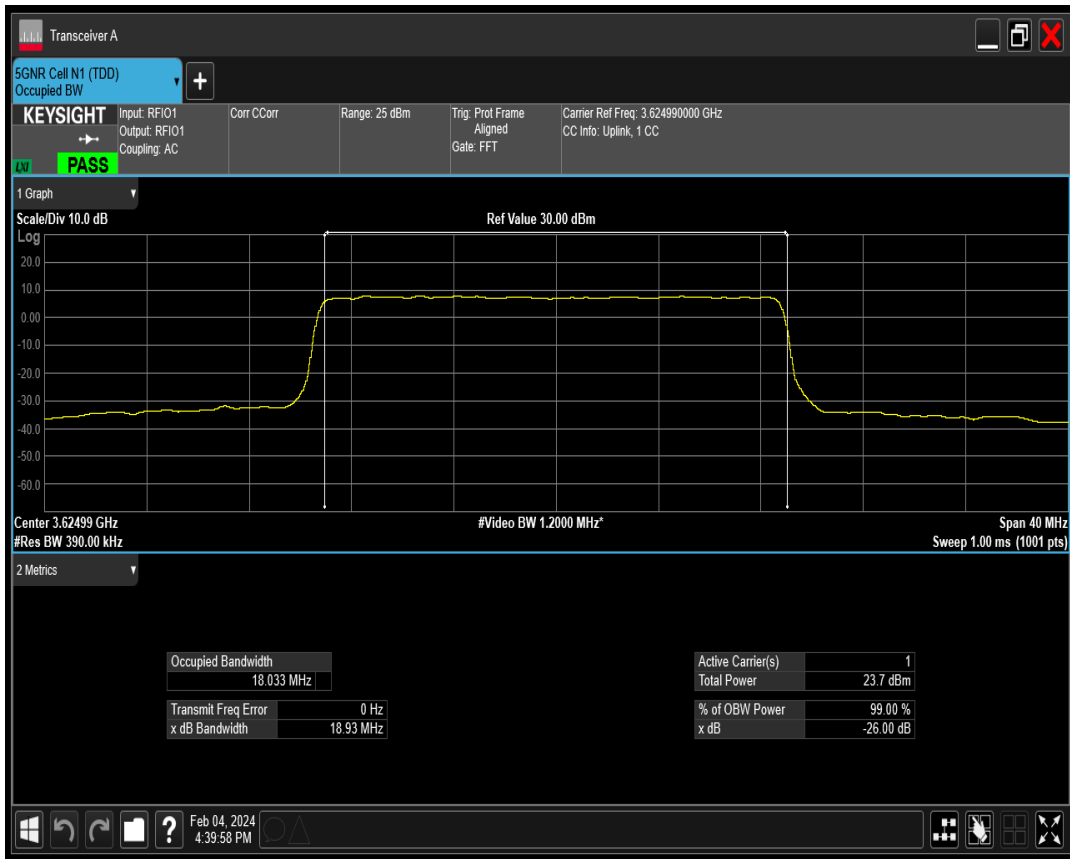 Transceiver A
5GNR Cell N1 (TDD)
Occupied BW
+
KEYSIGHT
LXI
PASS
Input: RFIO1
Output: RFIO1
Coupling: AC
Corr CCorr
Range: 25 dBm
Trig: Prot Frame
Aligned
Gate: FFT
Carrier Ref Freq: 3.624990000 GHz
CC Info: Uplink, 1 CC
1 Graph
Scale/Div 10.0 dB
Ref Value 30.00 dBm
Log
20.0
10.0
0.00
-10.0
-20.0
-30.0
-40.0
-50.0
-60.0
Center 3.62499 GHz
#Video BW 1.2000 MHz*
Span 40 MHz
#Res BW 390.00 kHz
Sweep 1.00 ms (1001 pts)
2 Metrics
Occupied Bandwidth
18.033 MHz
Transmit Freq Error 0 Hz
x dB Bandwidth 18.93 MHz
Active Carrier(s) 1
Total Power 23.7 dBm
% of OBW Power 99.00 %
x dB -26.00 dB
?
Feb 04, 2024
4:39:58 PM